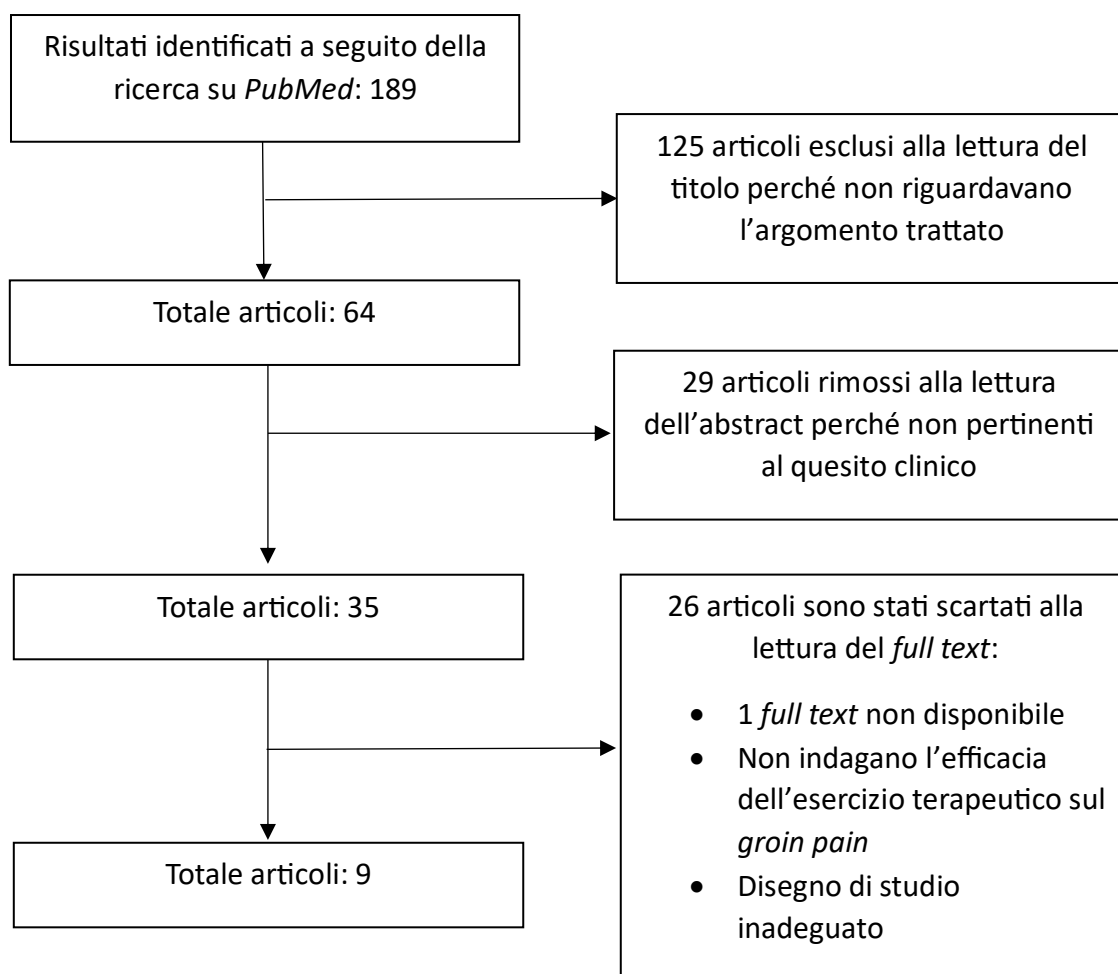 Risultati identificati a seguito della
ricerca su PubMed: 189
125 articoli esclusi alla lettura del
titolo perché non riguardavano
l’argomento trattato
Totale articoli: 64
29 articoli rimossi alla lettura
dell’abstract perché non pertinenti
al quesito clinico
Totale articoli: 35
26 articoli sono stati scartati alla
lettura del full text:
• 1 full text non disponibile
• Non indagano l’efficacia
dell’esercizio terapeutico sul
groin pain
• Disegno di studio
inadeguato
Totale articoli: 9